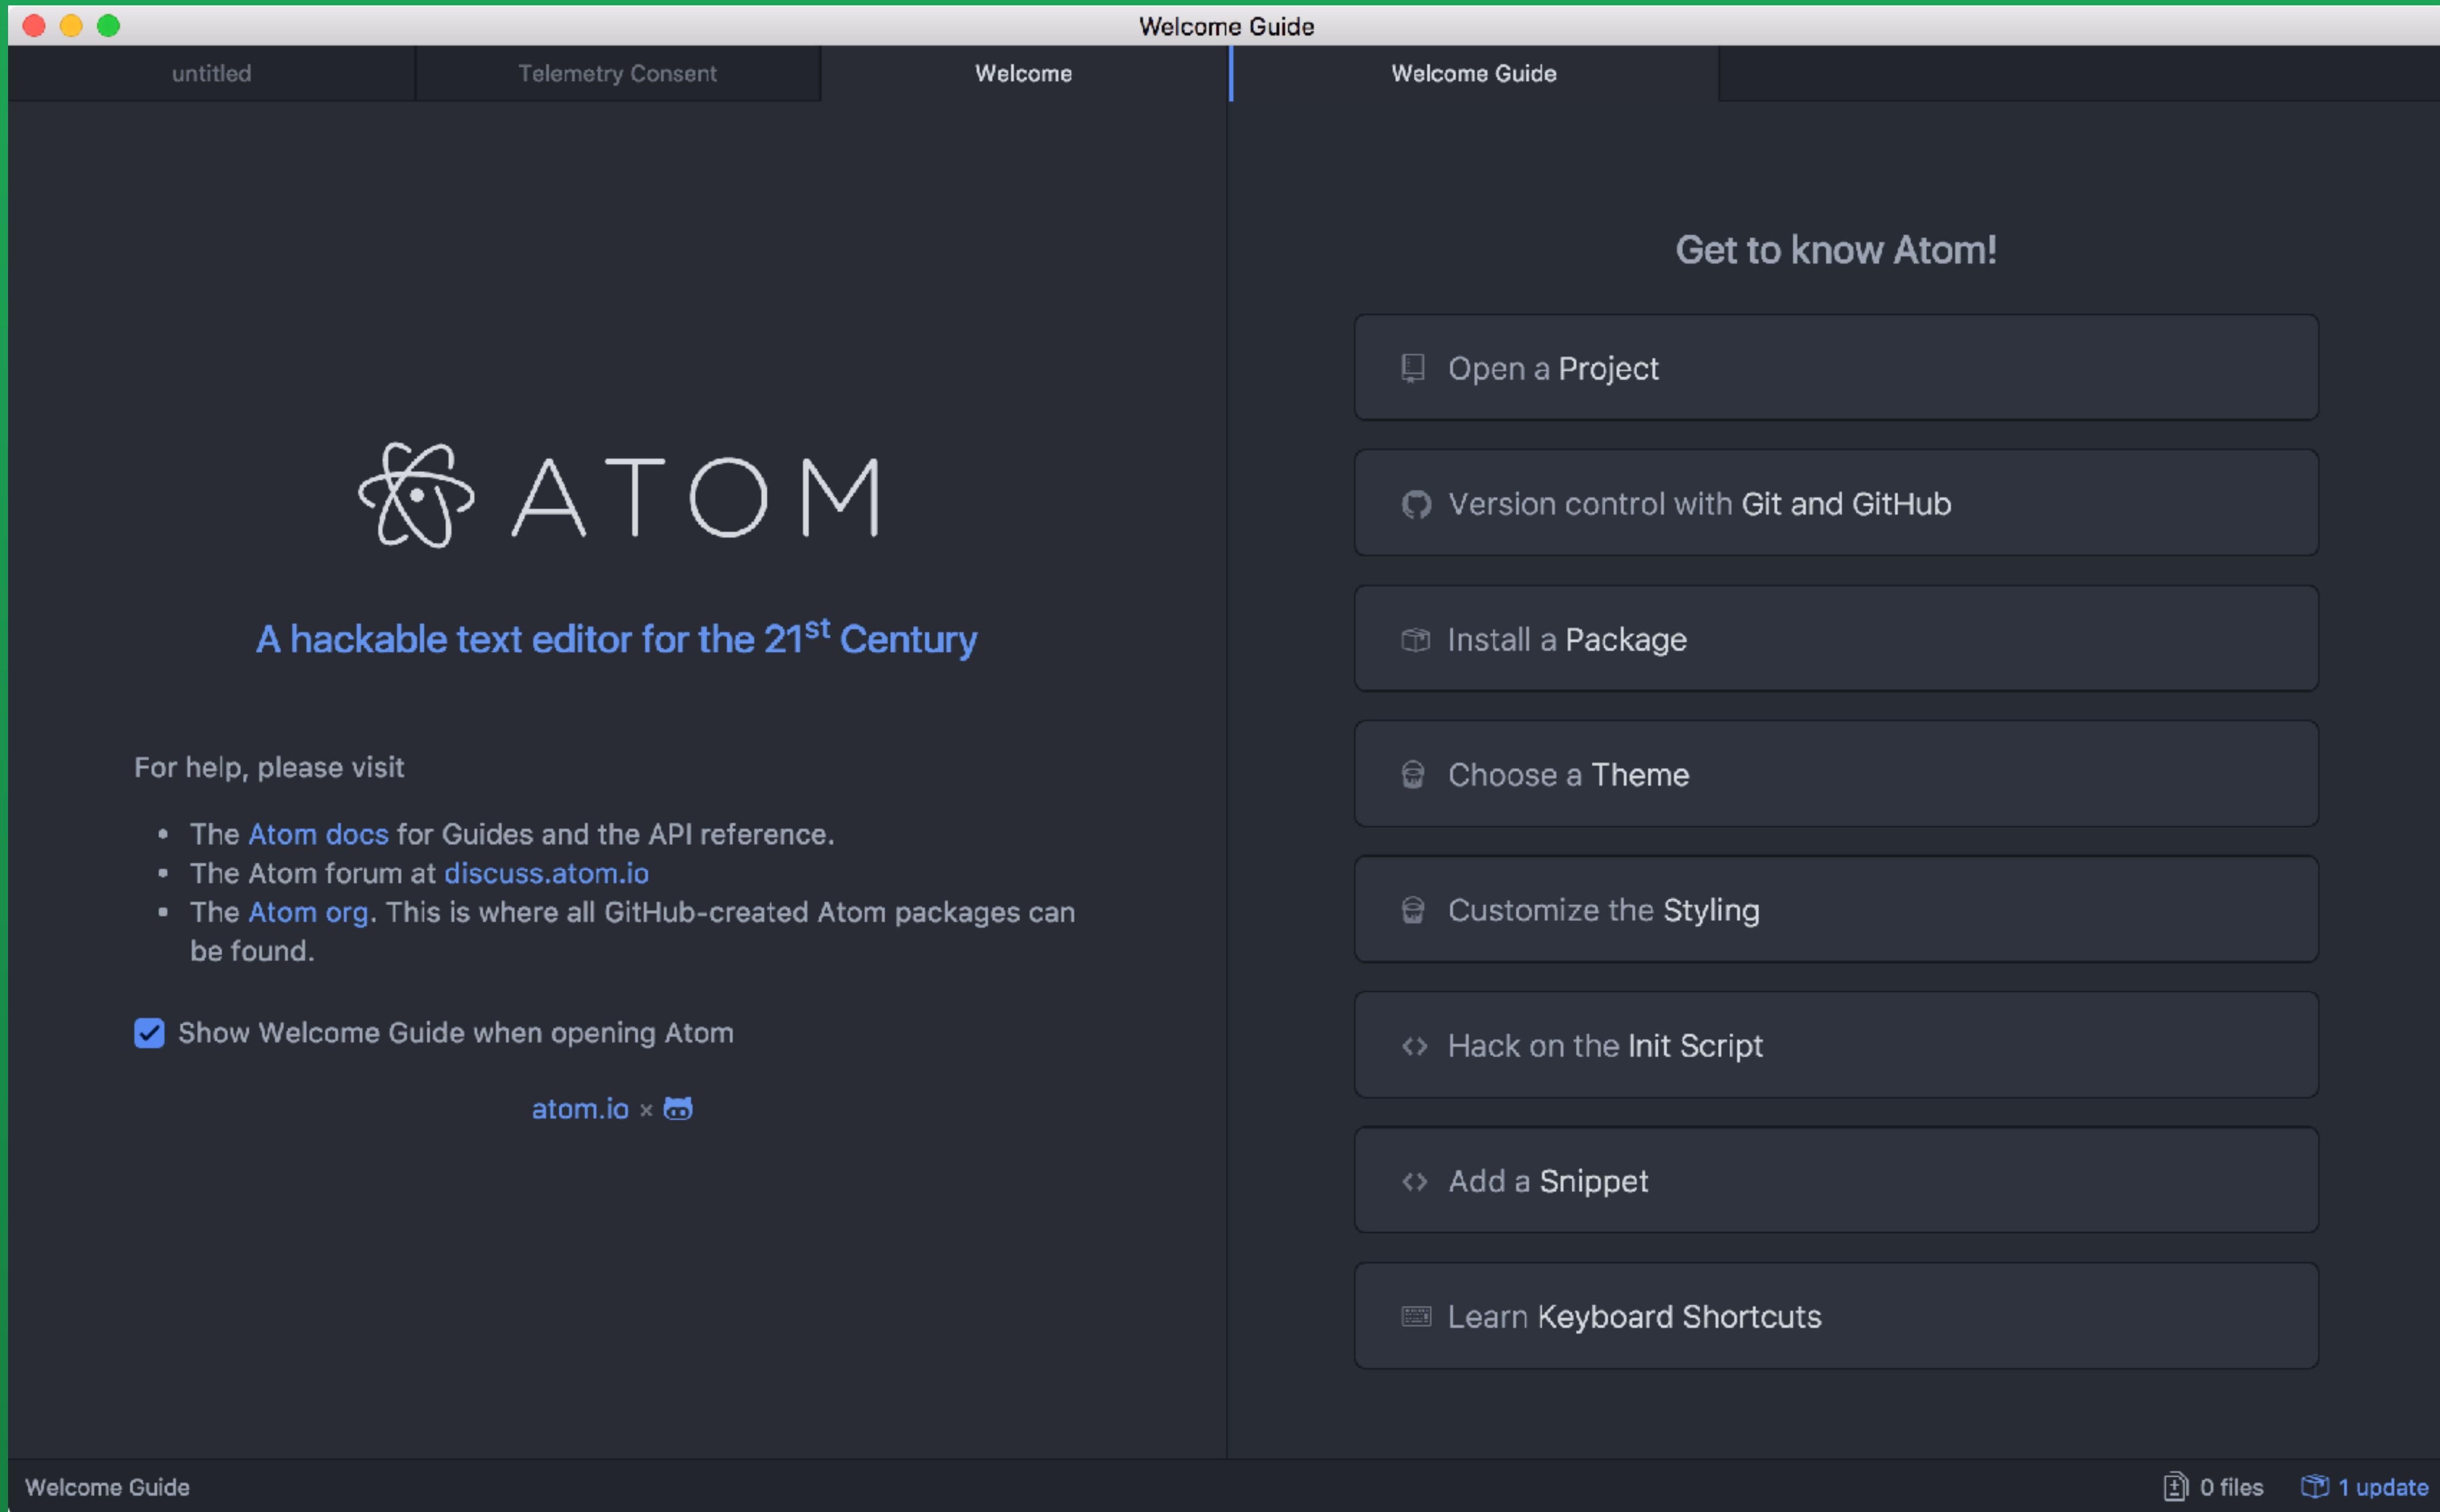 Welcome Guide
untitled
Telemetry Consent
Welcome
Welcome Guide
ATOM
A hackable text editor for the 21st Century
For help, please visit
• The Atom docs for Guides and the API reference.
• The Atom forum at discuss.atom.io
• The Atom org. This is where all GitHub-created Atom packages can
be found.
Show Welcome Guide when opening Atom
atom.io ×
Get to know Atom!
Open a Project
Version control with Git and GitHub
Install a Package
Choose a Theme
Customize the Styling
Hack on the Init Script
Add a Snippet
Learn Keyboard Shortcuts
Welcome Guide
0 files
1 update